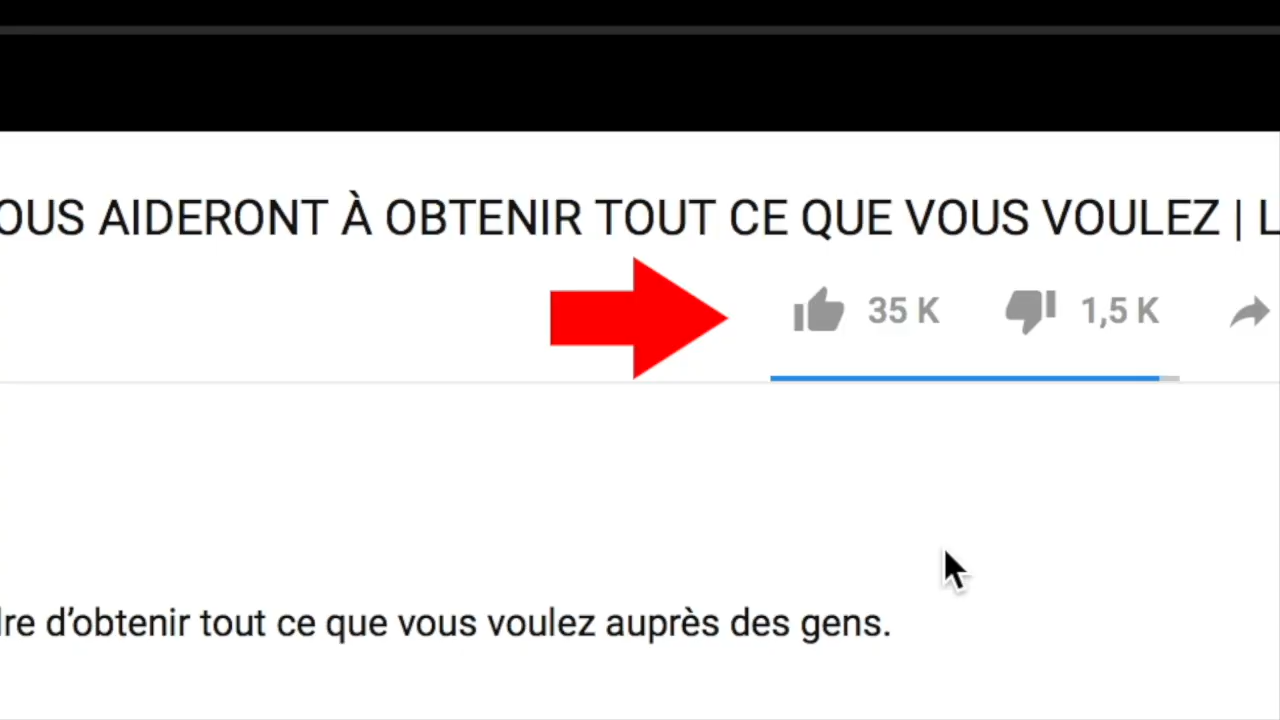 OUS AIDERONT À OBTENIR TOUT CE QUE VOUS VOULEZ | L
35 K 1,5 K
dre d’obtenir tout ce que vous voulez auprès des gens.